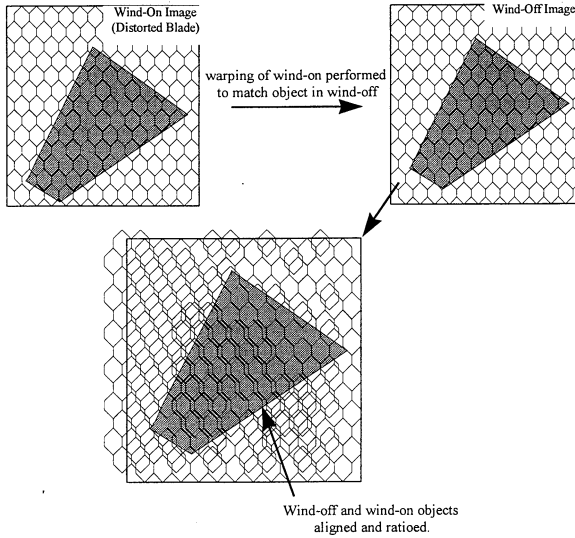 Wind-On Image
(Distorted Blade)
Wind-Off Image
warping of wind-on performed
to match object in wind-off
Wind-off and wind-on objects
aligned and ratioed.